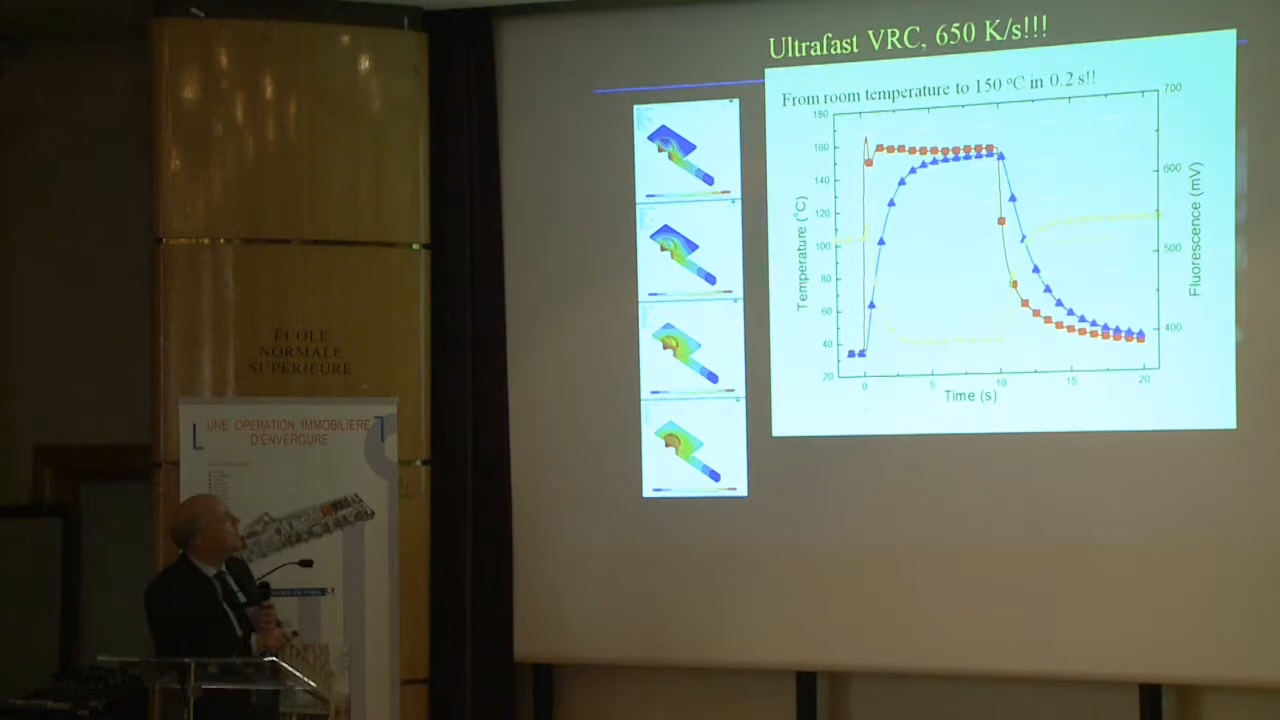 Ultrafast VRC, 650 K/s!!!
From room temperature to 150 °C in 0.2 s!!
180
160
140
120
100
80
60
40
20
Temperature (°C)
0
5
10
15
20
Time (s)
700
600
500
400
Fluorescence (mV)
ÉCOLE
NORMALE
SUPÉRIEURE
UNE OPERATION IMMOBILIERE
D'ENVERGURE